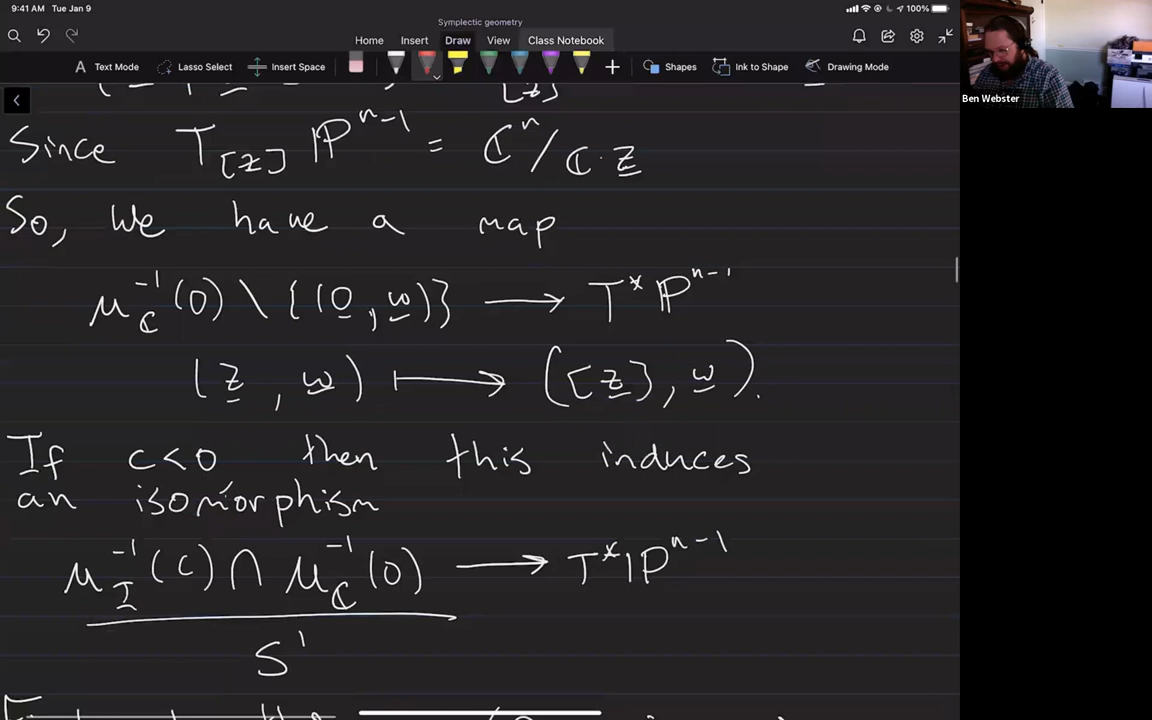 9:41 AM Tue Jan 9
100%
Symplectic geometry
Home Insert Draw View Class Notebook
Text Mode Lasso Select Insert Space Shapes Ink to Shape Drawing Mode
Ben Webster
[z]
Since T_[z] ℙ^{n-1} = ℂ^n / ℂ·z̲
So, we have a map
μ_ℂ^{-1}(0) \ {(0̲, w̲)} ⟶ T*ℙ^{n-1}
(z̲, w̲) ⟼ ([z̲], w̲).
If c<0 then this induces
an isomorphism
μ_I^{-1}(c) ∩ μ_ℂ^{-1}(0) ⟶ T*ℙ^{n-1}
S^1